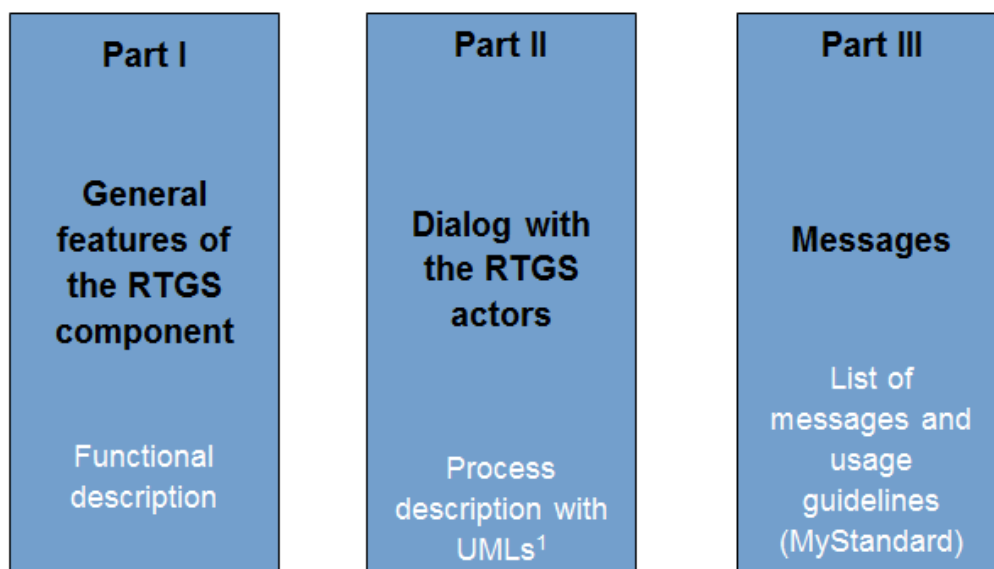 Part I
General
features of
the RTGS
component
Functional
description
Part II
Dialog with
the RTGS
actors
Process
description with
UMLs¹
Part III
Messages
List of
messages and
usage
guidelines
(MyStandard)